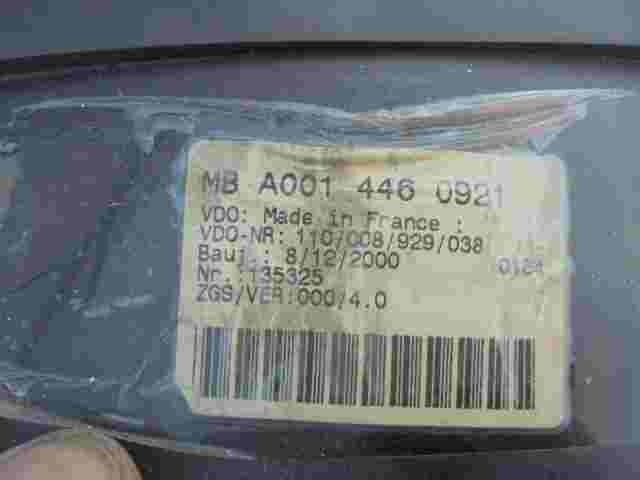 MB A001 446 0921
VDO: Made in France :
VDO-NR: 110/008/929/038
Bauj.: 8/12/2000
Nr.: 135325
ZGS/VER:000/4.0